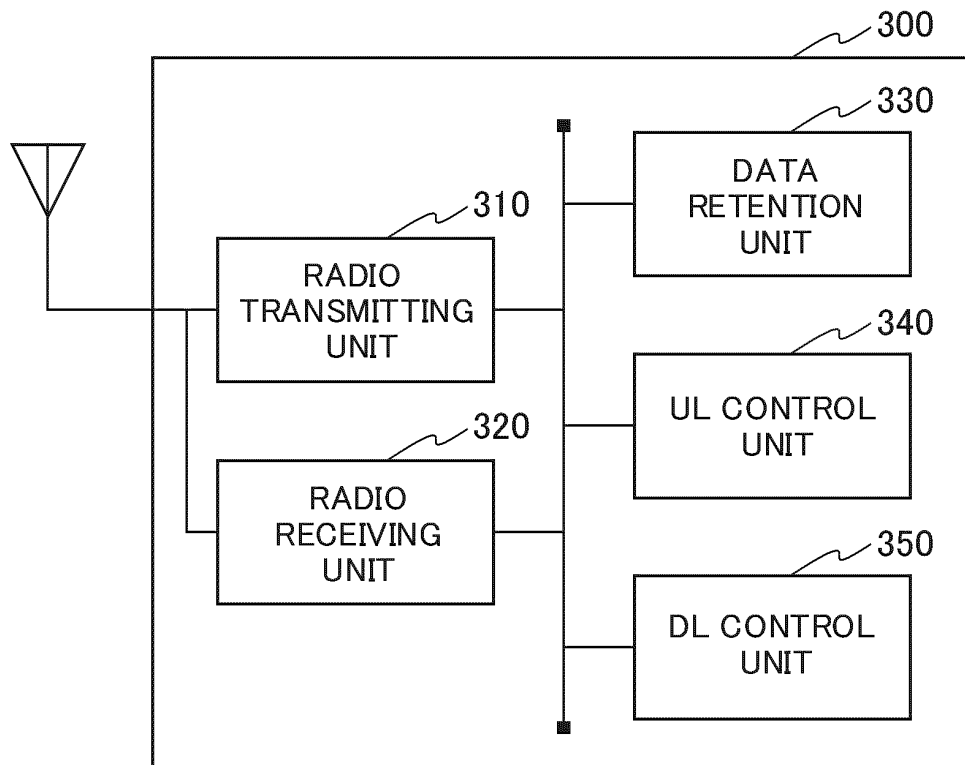 300
330
DATA
RETENTION
UNIT
310
RADIO
TRANSMITTING
UNIT
340
UL CONTROL
UNIT
320
RADIO
RECEIVING
UNIT
350
DL CONTROL
UNIT